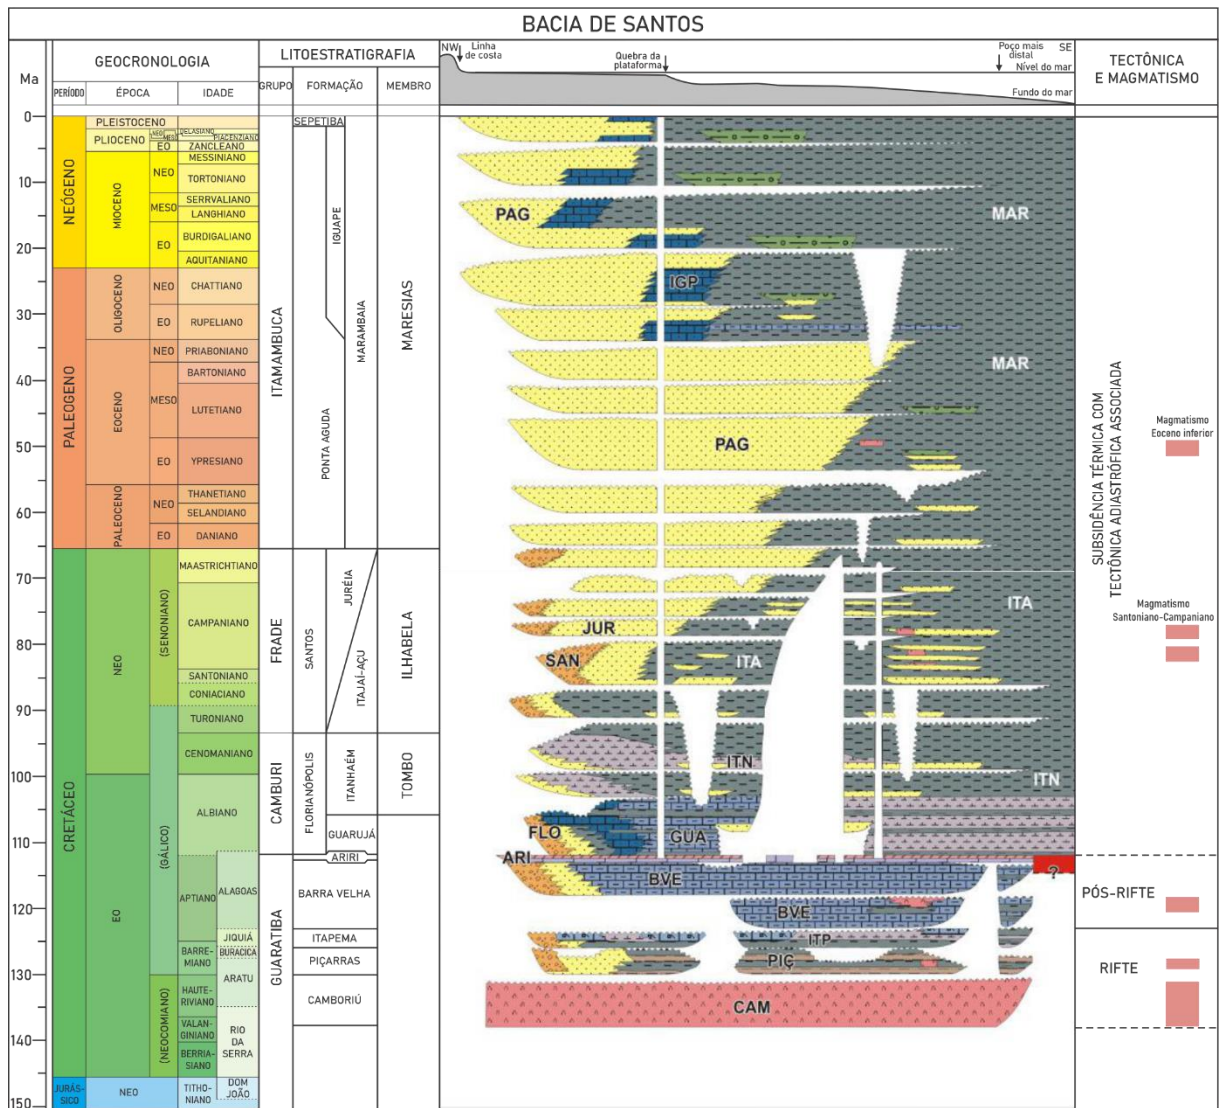 BACIA DE SANTOS
Ma
GEOCRONOLOGIA
PERÍODO
ÉPOCA
IDADE
LITOESTRATIGRAFIA
GRUPO
FORMAÇÃO
MEMBRO
NW
Linha
de costa
Quebra da
plataforma
Poço mais
distal
SE
Nível do mar
Fundo do mar
TECTÔNICA
E MAGMATISMO
0
10
20
30
40
50
60
70
80
90
100
110
120
130
140
150
NEÓGENO
PALEOGENO
CRETÁCEO
JURÁS-
SICO
PLEISTOCENO
PLIOCENO
MIOCENO
OLIGOCENO
EOCENO
PALEOCENO
NEO
EO
NEO
NEO
MESO
EO
NEO
MESO
EO
NEO
EO
NEO
MESO
EO
NEO
EO
(SENONIANO)
(GÁLICO)
(NEOCOMIANO)
GELASIANO
PIACENZIANO
ZANCLEANO
MESSINIANO
TORTONIANO
SERRVALIANO
LANGHIANO
BURDIGALIANO
AQUITANIANO
CHATTIANO
RUPELIANO
PRIABONIANO
BARTONIANO
LUTETIANO
YPRESIANO
THANETIANO
SELANDIANO
DANIANO
MAASTRICHTIANO
CAMPANIANO
SANTONIANO
CONIACIANO
TURONIANO
CENOMANIANO
ALBIANO
APTIANO
BARRE-
MIANO
HAUTE-
RIVIANO
VALAN-
GINIANO
BERRIA-
SIANO
TITHO-
NIANO
ALAGOAS
JIQUIÁ
BURACICA
ARATU
RIO
DA
SERRA
DOM
JOÃO
ITAMAMBUCA
FRADE
CAMBURI
GUARATIBA
SEPETIBA
IGUAPE
PONTA AGUDA
MARAMBAIA
SANTOS
JURÉIA
ITAJAÍ-AÇU
FLORIANÓPOLIS
ITANHAÉM
GUARUJÁ
ARIRI
BARRA VELHA
ITAPEMA
PIÇARRAS
CAMBORIÚ
MARESIAS
ILHABELA
TOMBO
PAG
MAR
IGP
MAR
PAG
ITA
JUR
SAN
ITA
ITN
ITN
FLO
GUA
ARI
BVE
?
BVE
ITP
PIÇ
CAM
SUBSIDÊNCIA TÉRMICA COM
TECTÔNICA ADIASTRÓFICA ASSOCIADA
Magmatismo
Eoceno inferior
Magmatismo
Santoniano-Campaniano
PÓS-RIFTE
RIFTE